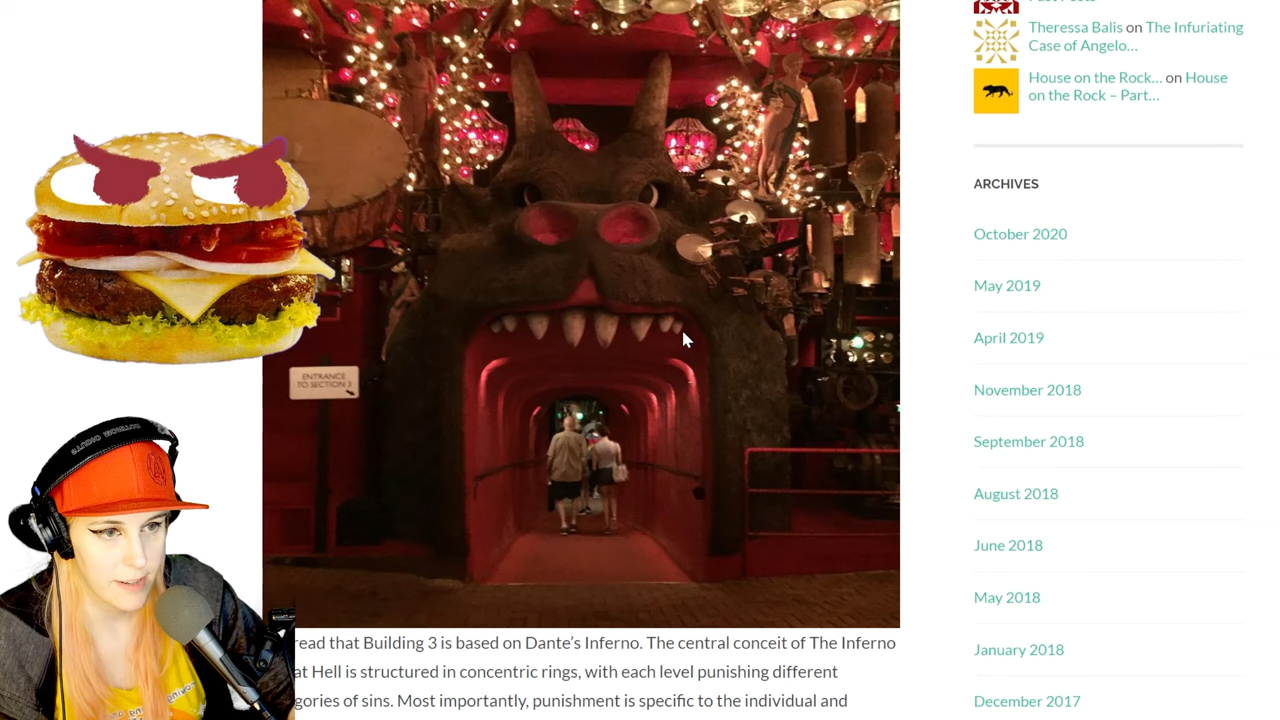 Theressa Balis on The Infuriating
Case of Angelo…
House on the Rock… on House
on the Rock – Part…
ARCHIVES
October 2020
May 2019
April 2019
November 2018
September 2018
August 2018
June 2018
May 2018
January 2018
December 2017
ENTRANCE
TO SECTION 3
read that Building 3 is based on Dante’s Inferno. The central conceit of The Inferno
at Hell is structured in concentric rings, with each level punishing different
gories of sins. Most importantly, punishment is specific to the individual and